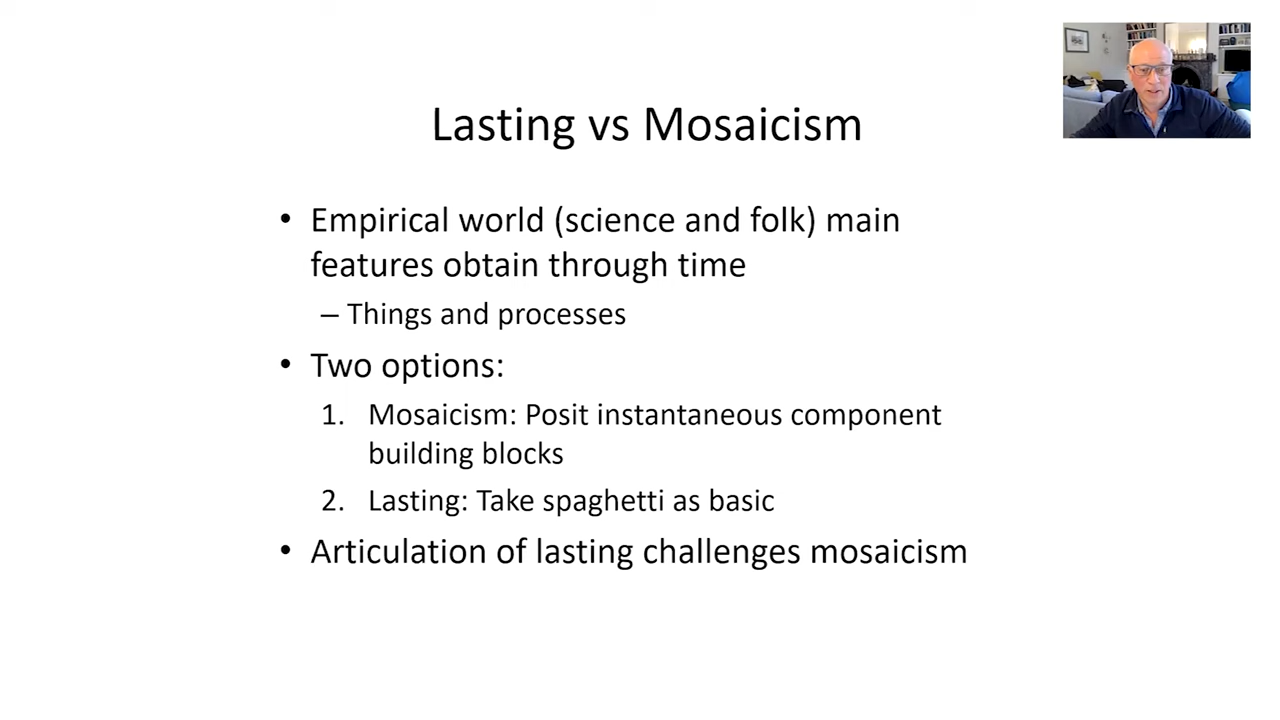 Lasting vs Mosaicism
• Empirical world (science and folk) main
features obtain through time
– Things and processes
• Two options:
1. Mosaicism: Posit instantaneous component
building blocks
2. Lasting: Take spaghetti as basic
• Articulation of lasting challenges mosaicism